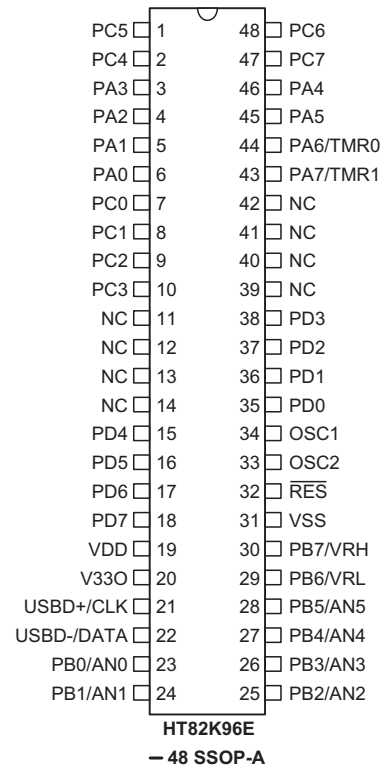 PC5 1 48 PC6
PC4 2 47 PC7
PA3 3 46 PA4
PA2 4 45 PA5
PA1 5 44 PA6/TMR0
PA0 6 43 PA7/TMR1
PC0 7 42 NC
PC1 8 41 NC
PC2 9 40 NC
PC3 10 39 NC
NC 11 38 PD3
NC 12 37 PD2
NC 13 36 PD1
NC 14 35 PD0
PD4 15 34 OSC1
PD5 16 33 OSC2
PD6 17 32 RES
PD7 18 31 VSS
VDD 19 30 PB7/VRH
V33O 20 29 PB6/VRL
USBD+/CLK 21 28 PB5/AN5
USBD-/DATA 22 27 PB4/AN4
PB0/AN0 23 26 PB3/AN3
PB1/AN1 24 25 PB2/AN2
HT82K96E
– 48 SSOP-A